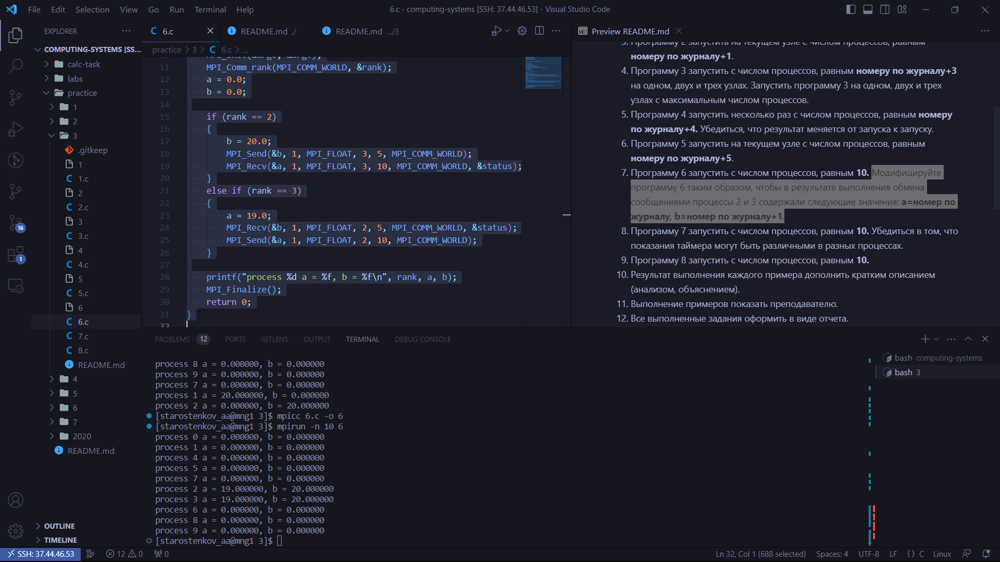 File Edit Selection View Go Run Terminal Help
6.c - computing-systems [SSH: 37.44.46.53] - Visual Studio Code
EXPLORER
COMPUTING-SYSTEMS [SS...
calc-task
labs
practice
1
2
3
.gitkeep
1
1.c
2
2.c
3
3.c
4
4.c
5
5.c
6
6.c
7.c
8.c
README.md
4
5
6
7
2020
README.md
OUTLINE
TIMELINE
16
1
6.c
README.md ./
README.md .../3
practice > 3 > C 6.c > ...
MPI_Init(&argc, &argv);
11 MPI_Comm_rank(MPI_COMM_WORLD, &rank);
12 a = 0.0;
13 b = 0.0;
14
15 if (rank == 2)
16 {
17 b = 20.0;
18 MPI_Send(&b, 1, MPI_FLOAT, 3, 5, MPI_COMM_WORLD);
19 MPI_Recv(&a, 1, MPI_FLOAT, 3, 10, MPI_COMM_WORLD, &status);
20 }
21 else if (rank == 3)
22 {
23 a = 19.0;
24 MPI_Recv(&b, 1, MPI_FLOAT, 2, 5, MPI_COMM_WORLD, &status);
25 MPI_Send(&a, 1, MPI_FLOAT, 2, 10, MPI_COMM_WORLD);
26 }
27
28 printf("process %d a = %f, b = %f\n", rank, a, b);
29 MPI_Finalize();
30 return 0;
31 }
32
Preview README.md
3. Программу 2 запустить на текущем узле с числом процессов, равным
номеру по журналу+1.
4. Программу 3 запустить с числом процессов, равным номеру по журналу+3
на одном, двух и трех узлах. Запустить программу 3 на одном, двух и трех
узлах с максимальным числом процессов.
5. Программу 4 запустить несколько раз с числом процессов, равным номеру
по журналу+4. Убедиться, что результат меняется от запуска к запуску.
6. Программу 5 запустить на текущем узле с числом процессов, равным
номеру по журналу+5.
7. Программу 6 запустить с числом процессов, равным 10. Модифицируйте
программу 6 таким образом, чтобы в результате выполнения обмена
сообщениями процессы 2 и 3 содержали следующие значения: a=номер по
журналу, b=номер по журналу+1.
8. Программу 7 запустить с числом процессов, равным 10. Убедиться в том, что
показания таймера могут быть различными в разных процессах.
9. Программу 8 запустить с числом процессов, равным 10.
10. Результат выполнения каждого примера дополнить кратким описанием
(анализом, объяснением).
11. Выполнение примеров показать преподавателю.
12. Все выполненные задания оформить в виде отчета.
PROBLEMS 12 PORTS GITLENS OUTPUT TERMINAL DEBUG CONSOLE
process 8 a = 0.000000, b = 0.000000
process 9 a = 0.000000, b = 0.000000
process 7 a = 0.000000, b = 0.000000
process 1 a = 20.000000, b = 0.000000
process 2 a = 0.000000, b = 20.000000
[starostenkov_aa@mng1 3]$ mpicc 6.c -o 6
[starostenkov_aa@mng1 3]$ mpirun -n 10 6
process 0 a = 0.000000, b = 0.000000
process 1 a = 0.000000, b = 0.000000
process 4 a = 0.000000, b = 0.000000
process 5 a = 0.000000, b = 0.000000
process 7 a = 0.000000, b = 0.000000
process 2 a = 19.000000, b = 20.000000
process 3 a = 19.000000, b = 20.000000
process 6 a = 0.000000, b = 0.000000
process 8 a = 0.000000, b = 0.000000
process 9 a = 0.000000, b = 0.000000
[starostenkov_aa@mng1 3]$
bash computing-systems
bash 3
SSH: 37.44.46.53 12 0 0
Ln 32, Col 1 (688 selected) Spaces: 4 UTF-8 LF {} C Linux